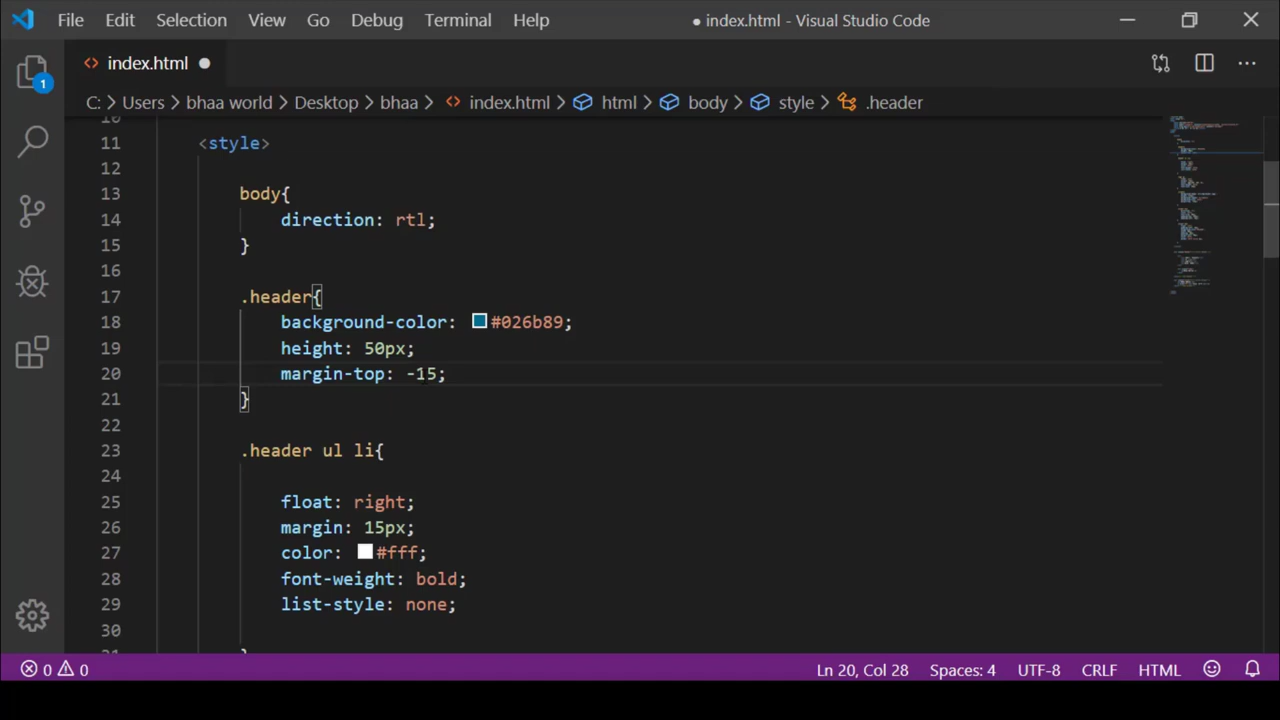 File Edit Selection View Go Debug Terminal Help ● index.html - Visual Studio Code
index.html
C: Users bhaa world Desktop bhaa index.html html body style .header
1
10
11 <style>
12
13 body{
14 direction: rtl;
15 }
16
17 .header{
18 background-color: #026b89;
19 height: 50px;
20 margin-top: -15;
21 }
22
23 .header ul li{
24
25 float: right;
26 margin: 15px;
27 color: #fff;
28 font-weight: bold;
29 list-style: none;
30
31 }
0 0 Ln 20, Col 28 Spaces: 4 UTF-8 CRLF HTML